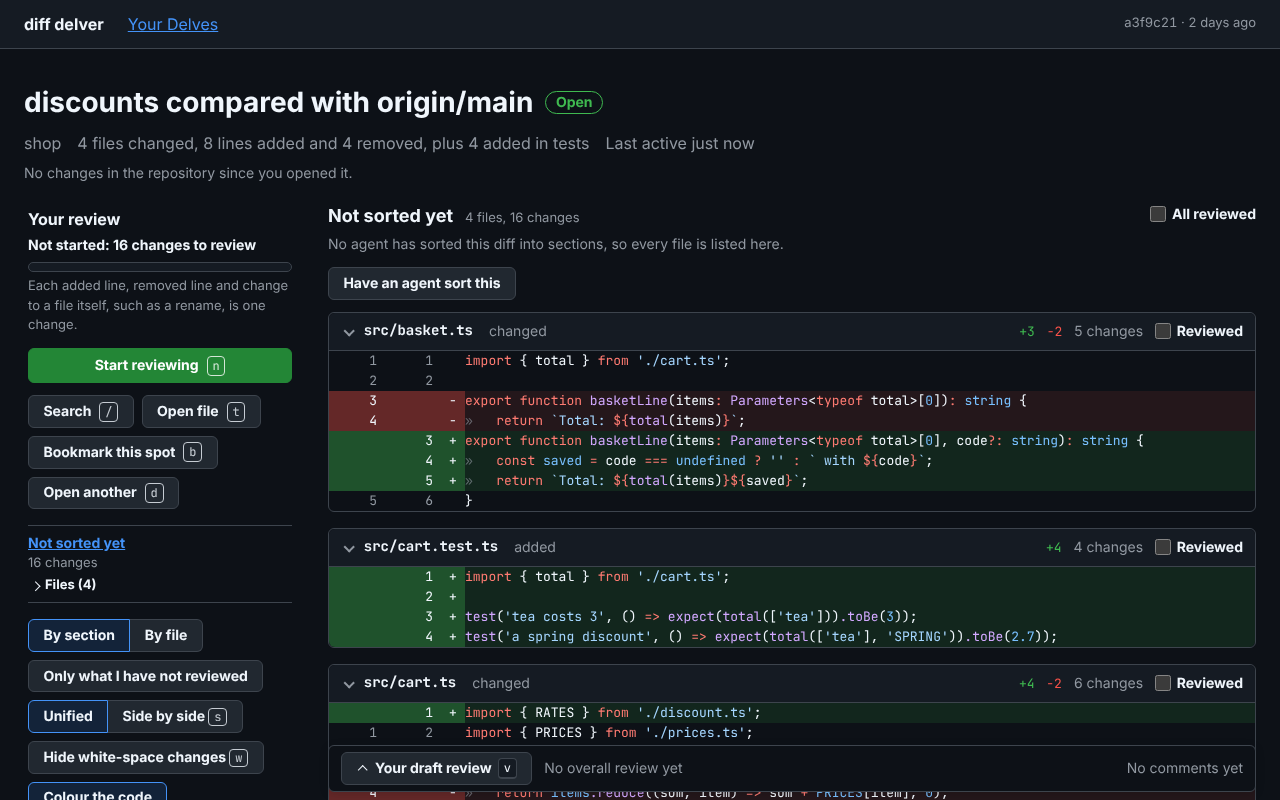 diff delver Your Delves a3f9c21 · 2 days ago
discounts compared with origin/main Open
shop 4 files changed, 8 lines added and 4 removed, plus 4 added in tests Last active just now
No changes in the repository since you opened it.
Your review
Not started: 16 changes to review
Each added line, removed line and change
to a file itself, such as a rename, is one
change.
Start reviewing n
Search / Open file t
Bookmark this spot b
Open another d
Not sorted yet
16 changes
Files (4)
By section By file
Only what I have not reviewed
Unified Side by side s
Hide white-space changes w
Colour the code
Not sorted yet 4 files, 16 changes All reviewed
No agent has sorted this diff into sections, so every file is listed here.
Have an agent sort this
src/basket.ts changed +3 -2 5 changes Reviewed
1 1 import { total } from './cart.ts';
2 2
3 - export function basketLine(items: Parameters<typeof total>[0]): string {
4 - » return `Total: ${total(items)}`;
3 + export function basketLine(items: Parameters<typeof total>[0], code?: string): string {
4 + » const saved = code === undefined ? '' : ` with ${code}`;
5 + » return `Total: ${total(items)}${saved}`;
5 6 }
src/cart.test.ts added +4 4 changes Reviewed
1 + import { total } from './cart.ts';
2 +
3 + test('tea costs 3', () => expect(total(['tea'])).toBe(3));
4 + test('a spring discount', () => expect(total(['tea'], 'SPRING')).toBe(2.7));
src/cart.ts changed +4 -2 6 changes Reviewed
1 + import { RATES } from './discount.ts';
1 2 import { PRICES } from './prices.ts';
Your draft review v No overall review yet No comments yet
4 - » return items.reduce((sum, item) => sum + PRICES[item], 0);